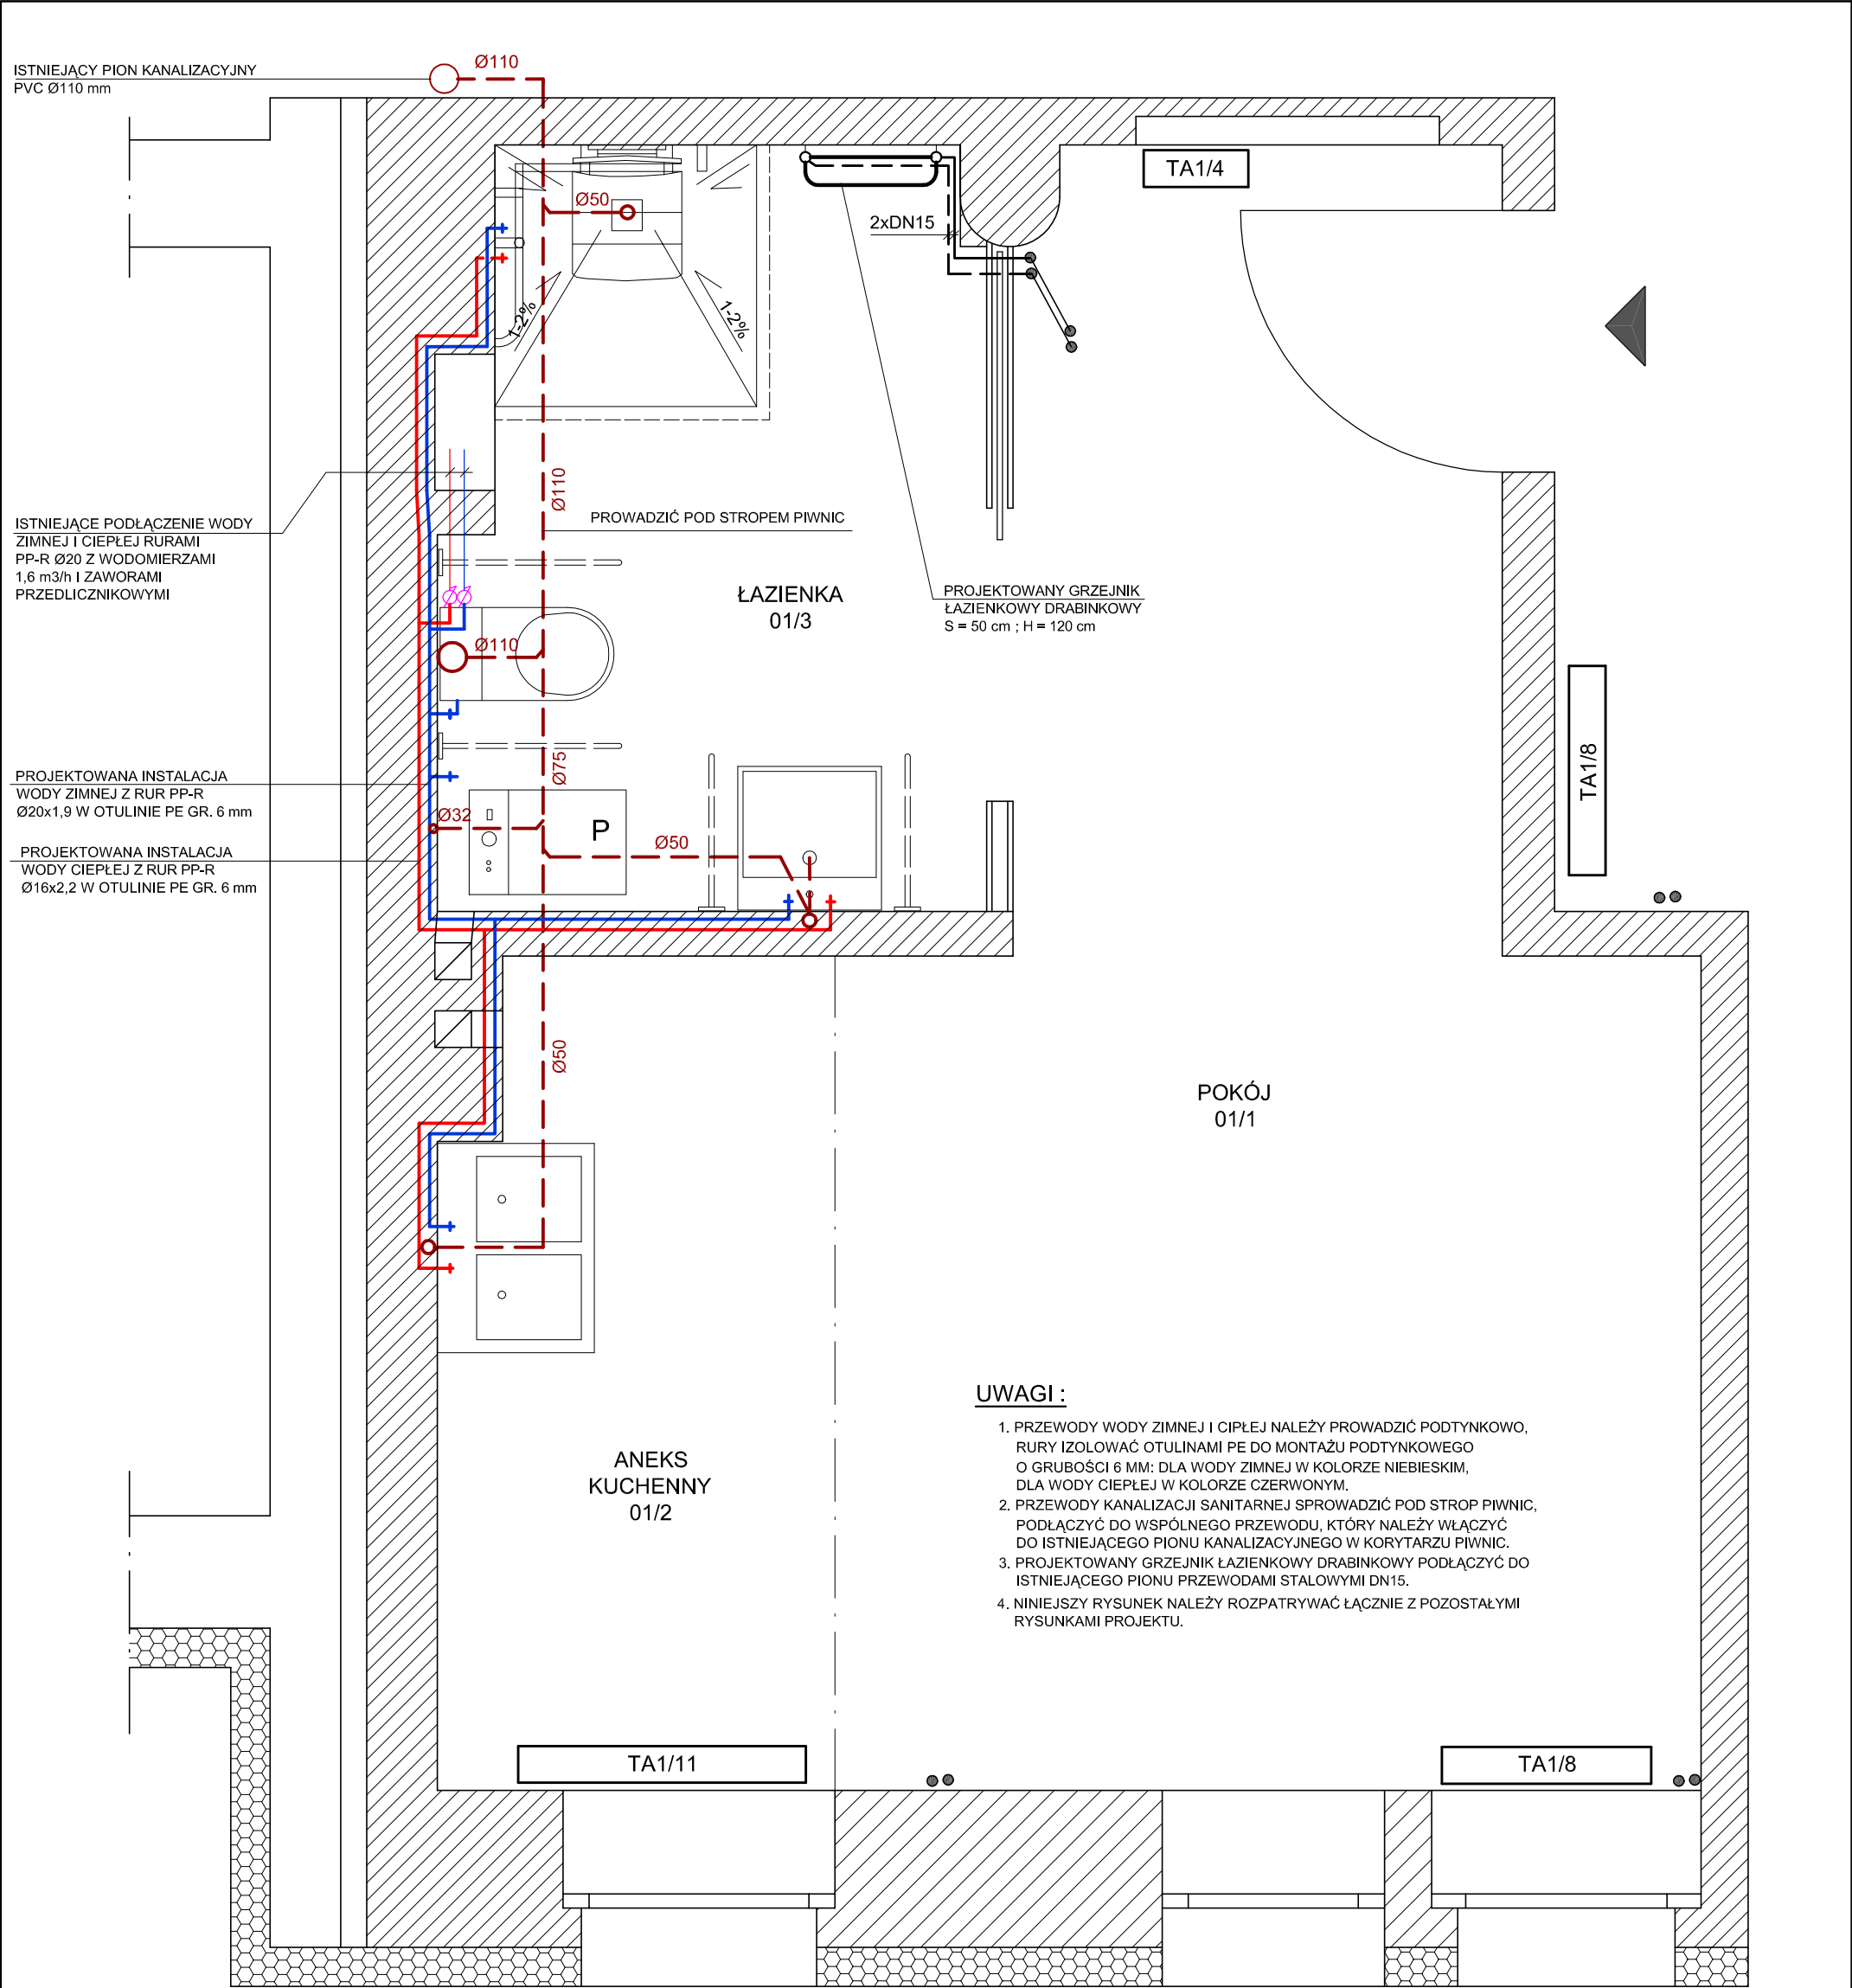 Ø110
ISTNIEJĄCY PION KANALIZACYJNY
PVC Ø110 mm
TA1/4
Ø50
2xDN15
1-2%
1-2%
Ø110
PROWADZIĆ POD STROPEM PIWNIC
ISTNIEJĄCE PODŁĄCZENIE WODY
ZIMNEJ I CIEPŁEJ RURAMI
PP-R Ø20 Z WODOMIERZAMI
1,6 m3/h I ZAWORAMI
PRZEDLICZNIKOWYMI
ŁAZIENKA
01/3
PROJEKTOWANY GRZEJNIK
ŁAZIENKOWY DRABINKOWY
S = 50 cm ; H = 120 cm
Ø110
Ø75
TA1/8
PROJEKTOWANA INSTALACJA
WODY ZIMNEJ Z RUR PP-R
Ø20x1,9 W OTULINIE PE GR. 6 mm
Ø32
P
Ø50
PROJEKTOWANA INSTALACJA
WODY CIEPŁEJ Z RUR PP-R
Ø16x2,2 W OTULINIE PE GR. 6 mm
Ø50
POKÓJ
01/1
ANEKS
KUCHENNY
01/2
UWAGI :
1. PRZEWODY WODY ZIMNEJ I CIPŁEJ NALEŻY PROWADZIĆ PODTYNKOWO,
RURY IZOLOWAĆ OTULINAMI PE DO MONTAŻU PODTYNKOWEGO
O GRUBOŚCI 6 MM: DLA WODY ZIMNEJ W KOLORZE NIEBIESKIM,
DLA WODY CIEPŁEJ W KOLORZE CZERWONYM.
2. PRZEWODY KANALIZACJI SANITARNEJ SPROWADZIĆ POD STROP PIWNIC,
PODŁĄCZYĆ DO WSPÓLNEGO PRZEWODU, KTÓRY NALEŻY WŁĄCZYĆ
DO ISTNIEJĄCEGO PIONU KANALIZACYJNEGO W KORYTARZU PIWNIC.
3. PROJEKTOWANY GRZEJNIK ŁAZIENKOWY DRABINKOWY PODŁĄCZYĆ DO
ISTNIEJĄCEGO PIONU PRZEWODAMI STALOWYMI DN15.
4. NINIEJSZY RYSUNEK NALEŻY ROZPATRYWAĆ ŁĄCZNIE Z POZOSTAŁYMI
RYSUNKAMI PROJEKTU.
TA1/11
TA1/8